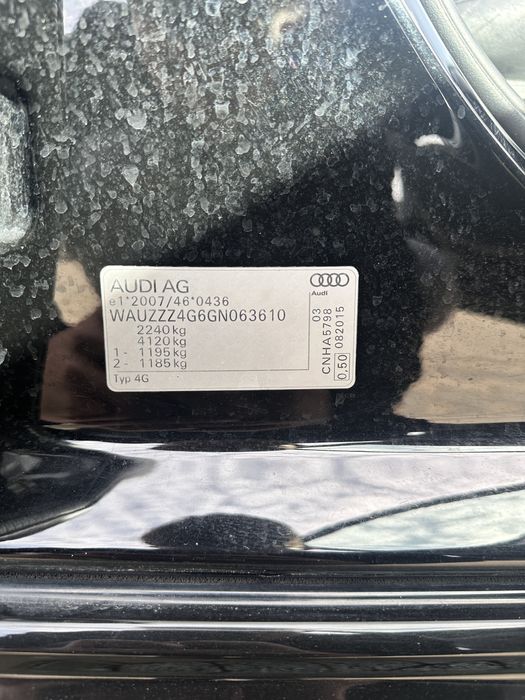 AUDI AG
e1*2007/46*0436
WAUZZZ4G6GN063610
2240kg
4120kg
1- 1195kg
2- 1185kg
Typ 4G
Audi
CNHA5798 03
0.50 082015